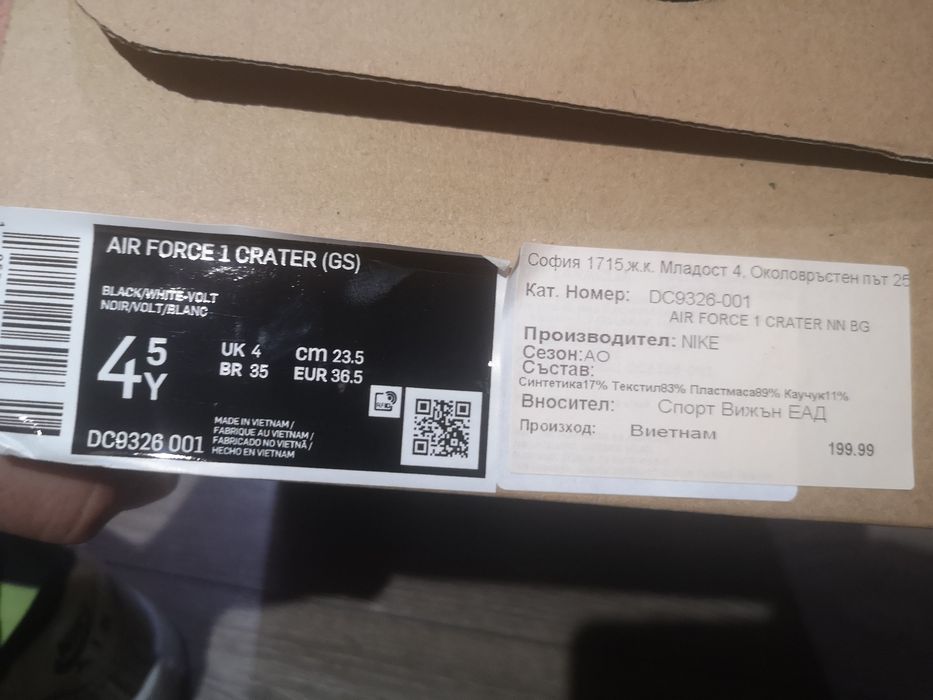 AIR FORCE 1 CRATER (GS)
BLACK/WHITE-VOLT
NOIR/VOLT/BLANC
4 5 Y
UK 4
cm 23.5
BR 35
EUR 36.5
DC9326 001
MADE IN VIETNAM /
FABRIQUE AU VIETNAM /
FABRICADO NO VIETNÃ /
HECHO EN VIETNAM
София 1715,ж.к. Младост 4, Околовръстен път 25
Кат. Номер: DC9326-001
AIR FORCE 1 CRATER NN BG
Производител: NIKE
Сезон:AO
Състав:
Синтетика17% Текстил83% Пластмаса89% Каучук11%
Вносител: Спорт Вижън ЕАД
Произход: Виетнам
199.99